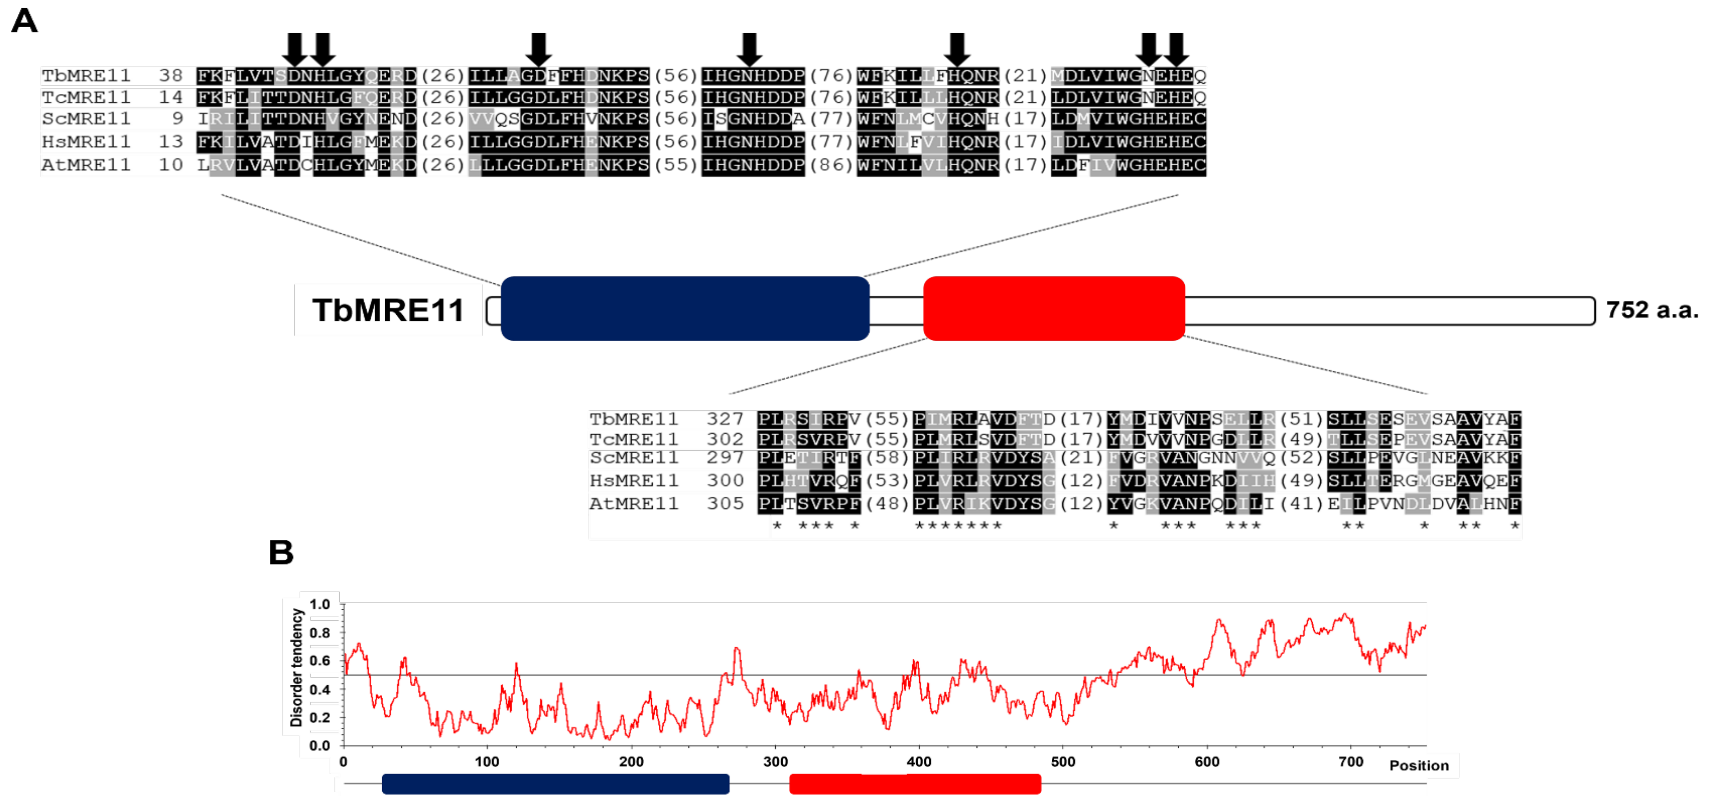 A
TbMRE11 38 FKFLVTSDNHLGYQERD(26)ILLAGDFFHDNKPS(56)IHGNHDDP(76)WFKILLFHQNR(21)MDLVIWGNEHEQ
TcMRE11 14 FKFLITTDNHLGFQERD(26)ILLGGDLFHDNKPS(56)IHGNHDDP(76)WFKILLLHQNR(21)LDLVIWGNEHEQ
ScMRE11 9 IRILITTDNHVGYNEND(26)VVQSGDLFHVNKPS(56)ISGNHDDA(77)WFNLMCVHQNH(17)LDMVIWGHEHEC
HsMRE11 13 FKILVATDIHLGFMEKD(26)ILLGGDLFHENKPS(56)IHGNHDDP(77)WFNLFVIHQNR(17)IDLVIWGHEHEC
AtMRE11 10 LRVLVATDCHLGYMEKD(26)LLLGGDLFHENKPS(55)IHGNHDDP(86)WFNILVLHQNR(17)LDFIVWGHEHEC
TbMRE11
752 a.a.
TbMRE11 327 PLRSIRPV(55)PIMRLAVDFTD(17)YMDIVVNPSELLR(51)SLLSESEVSAAVYAF
TcMRE11 302 PLRSVRPV(55)PLMRLSVDFTD(17)YMDVVVNPGDLLR(49)TLLSEPEVSAAVYAF
ScMRE11 297 PLETIRTF(58)PLIRLRVDYSA(21)FVGRVANGNNVVQ(52)SLLPEVGLNEAVKKF
HsMRE11 300 PLHTVRQF(53)PLVRLRVDYSG(12)FVDRVANPKDIIH(49)SLLTERGMGEAVQEF
AtMRE11 305 PLTSVRPF(48)PLVRIKVDYSG(12)YVGKVANPQDILI(41)EILPVNDLDVALHNF
* *** * ******* * *** *** ** * ** *
B
Disorder tendency
1.0
0.8
0.6
0.4
0.2
0.0
0 100 200 300 400 500 600 700 Position